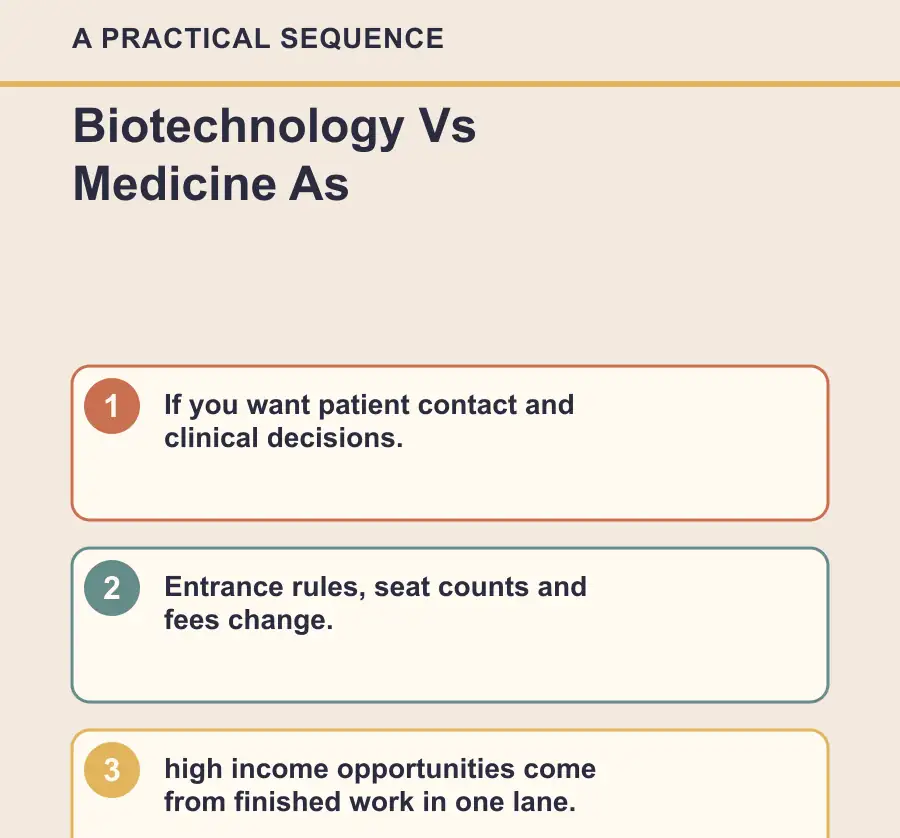 A PRACTICAL SEQUENCE
Biotechnology Vs
Medicine As
1
If you want patient contact and
clinical decisions.
2
Entrance rules, seat counts and
fees change.
3
high income opportunities come
from finished work in one lane.